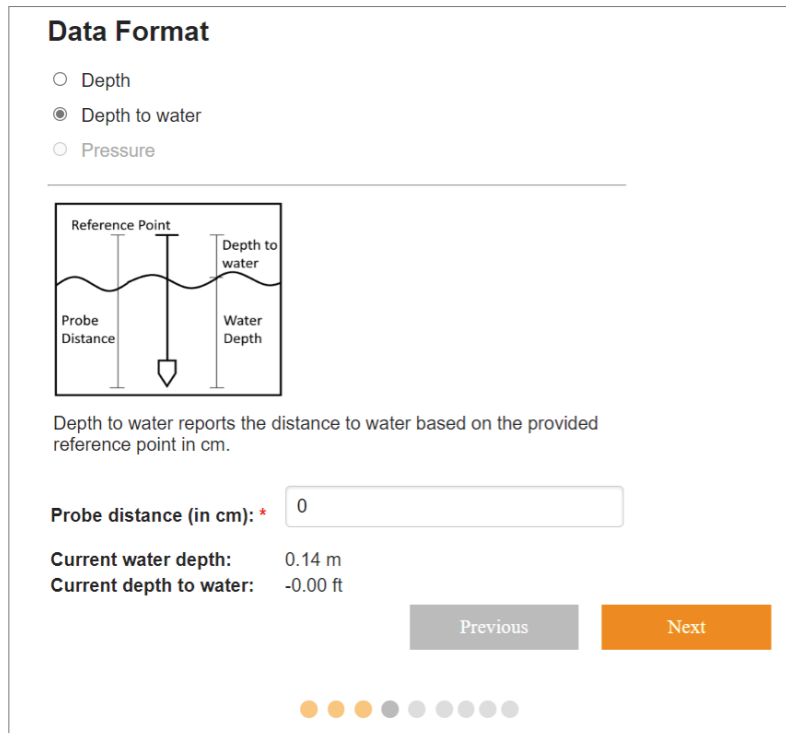 Data Format
Depth
Depth to water
Pressure
Reference Point
Depth to
water
Probe
Distance
Water
Depth
Depth to water reports the distance to water based on the provided
reference point in cm.
Probe distance (in cm): * 0
Current water depth: 0.14 m
Current depth to water: -0.00 ft
Previous Next